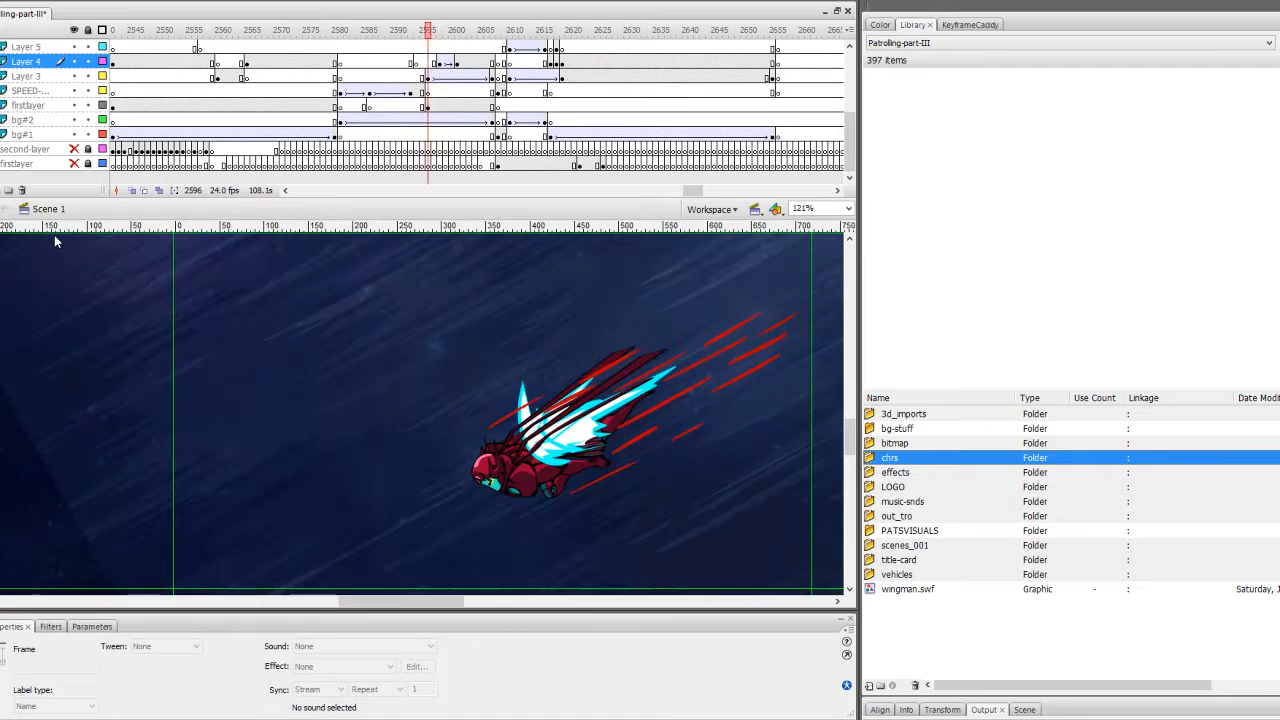 lling-part-III*
Color Library × KeyframeCaddy
2545 2555 2560 2565 2570 2575 2580 2585 2590 2595 2600 2605 2610 2615 2620 2625 2630 2635 2640 2645 2650 2655 2660 266
Patrolling-part-III
Layer 5
397 items
Layer 4
Layer 3
SPEED-...
firstlayer
bg#2
bg#1
second-layer
firstlayer
2596 24.0 fps 108.1s
Scene 1 Workspace 121%
200 150 100 50 0 50 100 150 200 250 300 350 400 450 500 550 600 650 700 750
Name Type Use Count Linkage Date Modi
3d_imports Folder :
bg-stuff Folder :
bitmap Folder :
chrs Folder :
effects Folder :
LOGO Folder :
music-snds Folder :
out_tro Folder :
PATSVISUALS Folder :
scenes_001 Folder :
title-card Folder :
vehicles Folder :
wingman.swf Graphic - Saturday, J
perties × Filters Parameters
Frame Tween: None Sound: None
Effect: None Edit...
Label type: Sync: Stream Repeat 1
Name No sound selected
Align Info Transform Output × Scene